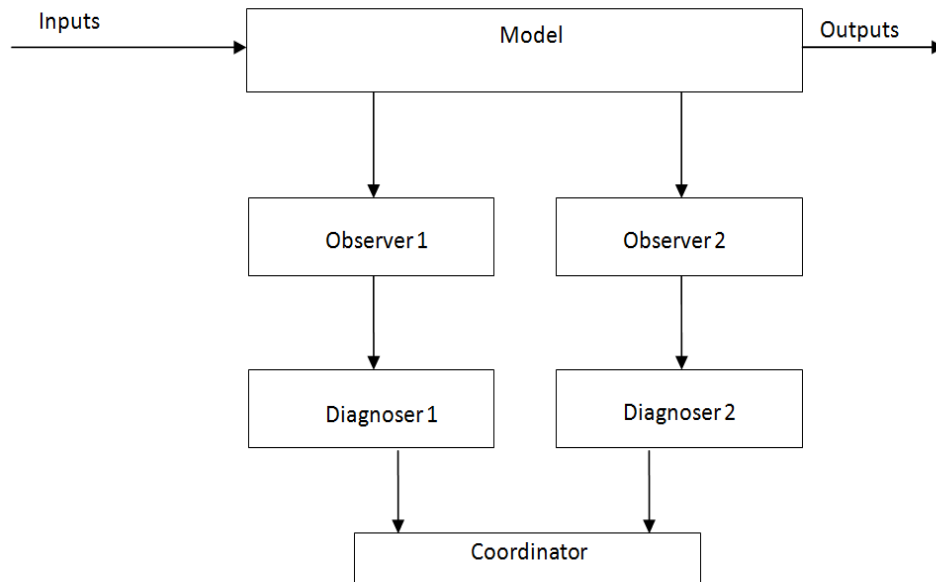 Inputs
Model
Outputs
Observer 1
Observer 2
Diagnoser 1
Diagnoser 2
Coordinator